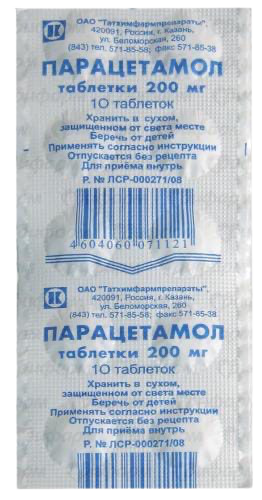 ОАО "Татхимфармпрепараты",
420091, Россия, г. Казань,
ул. Беломорская, 260
(843) тел. 571-85-58; факс 571-85-38
ПАРАЦЕТАМОЛ
таблетки 200 мг
10 таблеток
Хранить в сухом,
защищенном от света месте
Беречь от детей
Применять согласно инструкции
Отпускается без рецепта
Для приёма внутрь
Р. № ЛСР-000271/08
4604060071121
ОАО "Татхимфармпрепараты",
420091, Россия, г. Казань,
ул. Беломорская, 260
(843) тел. 571-85-58; факс 571-85-38
ПАРАЦЕТАМОЛ
таблетки 200 мг
10 таблеток
Хранить в сухом,
защищенном от света месте
Беречь от детей
Применять согласно инструкции
Отпускается без рецепта
Для приёма внутрь
Р. № ЛСР-000271/08